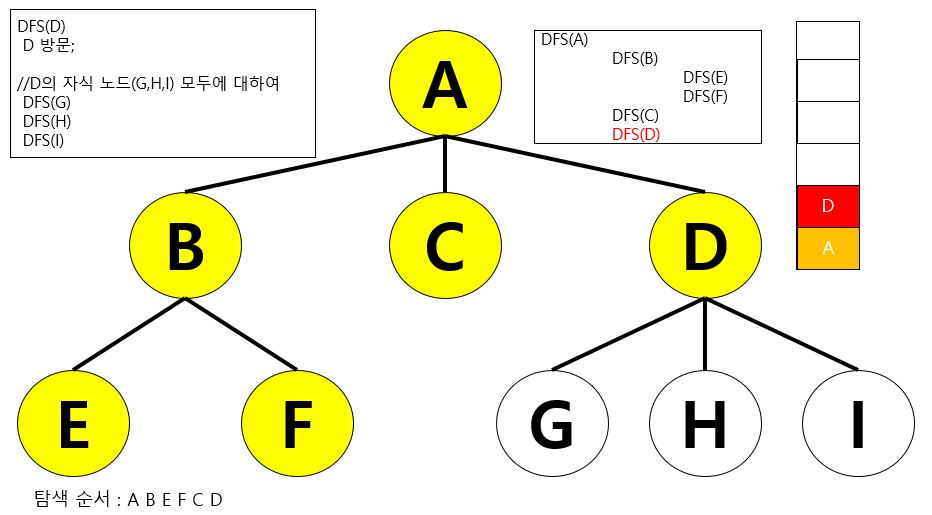 DFS(D)
D 방문;
//D의 자식 노드(G,H,I) 모두에 대하여
DFS(G)
DFS(H)
DFS(I)
DFS(A)
DFS(B)
DFS(E)
DFS(F)
DFS(C)
DFS(D)
D
A
A
B
C
D
E
F
G
H
I
탐색 순서 : A B E F C D